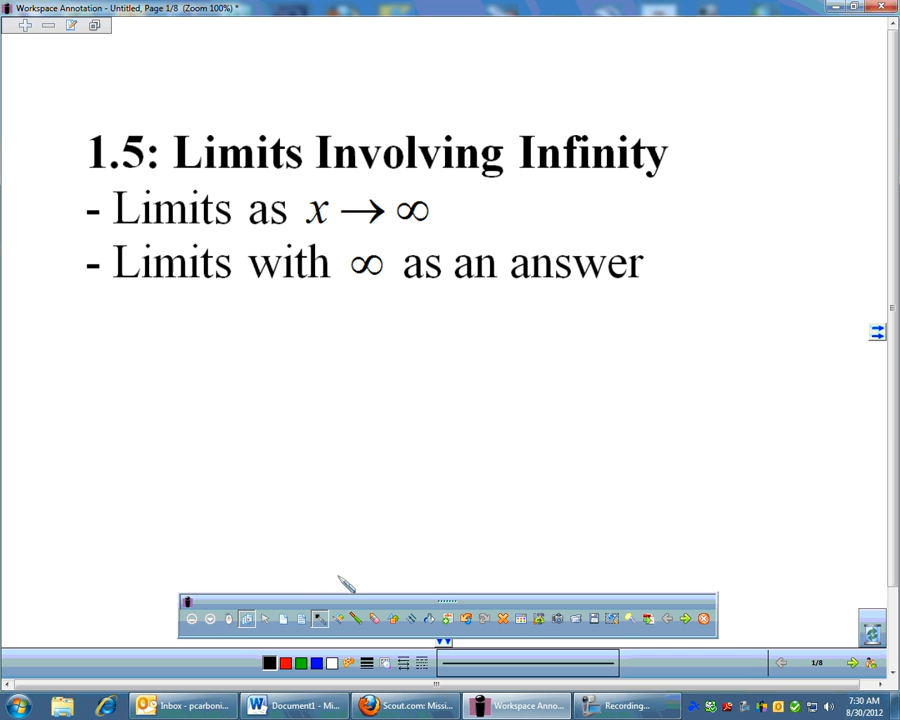 Workspace Annotation - Untitled, Page 1/8 (Zoom 100%) *
1.5: Limits Involving Infinity
- Limits as x → ∞
- Limits with ∞ as an answer
1/8
Inbox - pcarboni...
Document1 - Mi...
Scout.com: Missi...
Workspace Anno...
Recording...
7:30 AM
8/30/2012